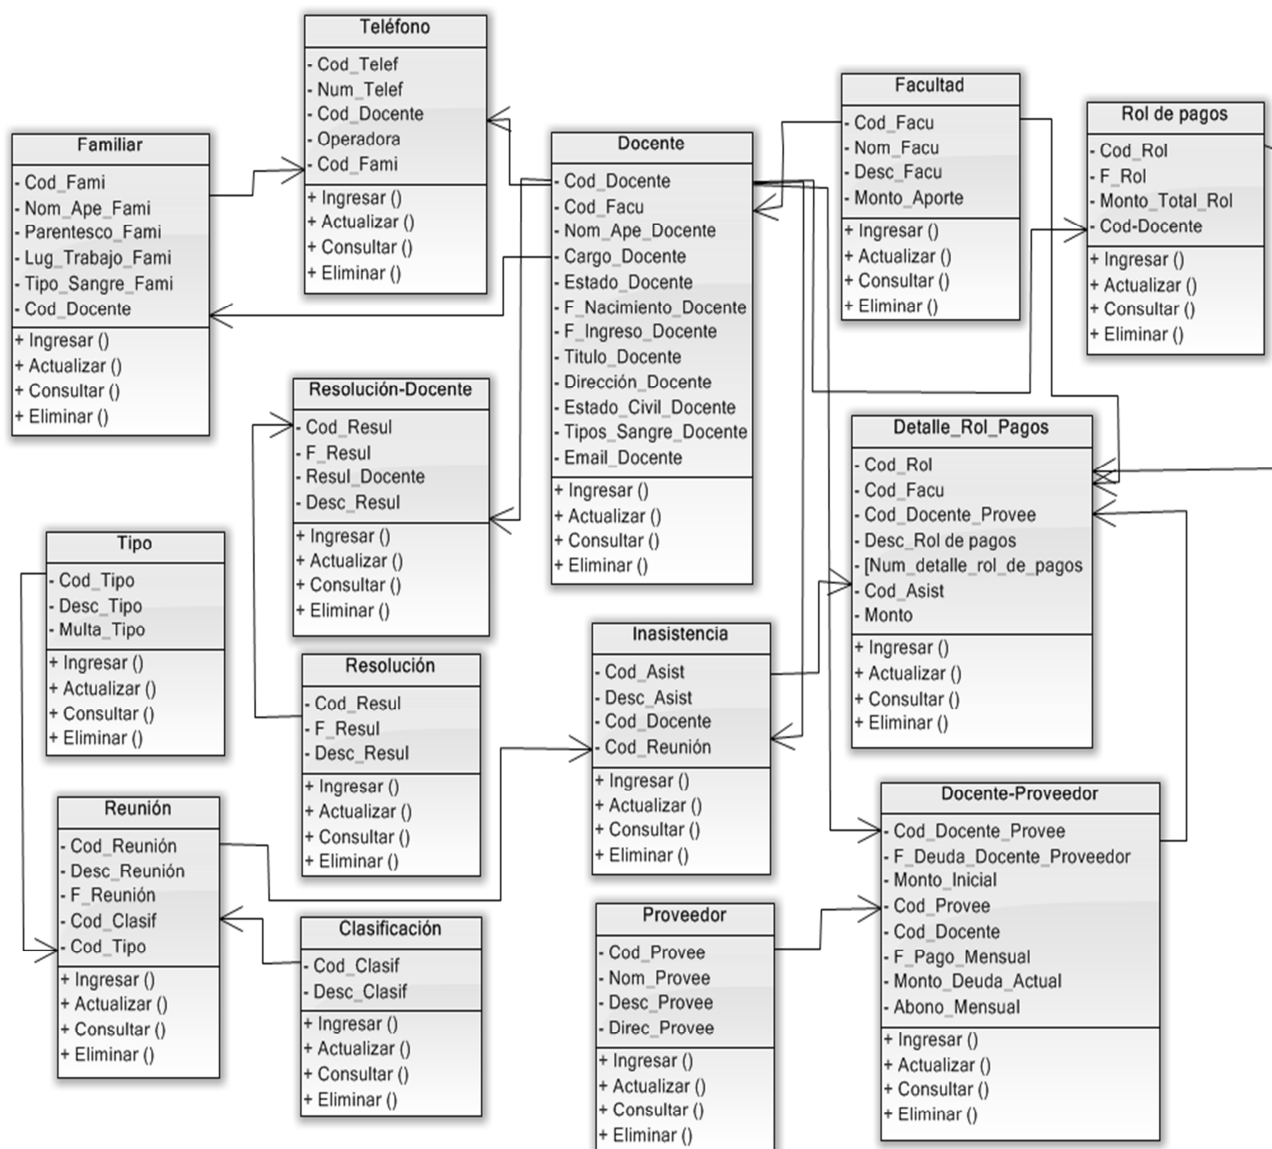 Teléfono
- Cod_Telef
- Num_Telef
- Cod_Docente
- Operadora
- Cod_Fami
+ Ingresar ()
+ Actualizar ()
+ Consultar ()
+ Eliminar ()
Familiar
- Cod_Fami
- Nom_Ape_Fami
- Parentesco_Fami
- Lug_Trabajo_Fami
- Tipo_Sangre_Fami
- Cod_Docente
+ Ingresar ()
+ Actualizar ()
+ Consultar ()
+ Eliminar ()
Docente
- Cod_Docente
- Cod_Facu
- Nom_Ape_Docente
- Cargo_Docente
- Estado_Docente
- F_Nacimiento_Docente
- F_Ingreso_Docente
- Titulo_Docente
- Dirección_Docente
- Estado_Civil_Docente
- Tipos_Sangre_Docente
- Email_Docente
+ Ingresar ()
+ Actualizar ()
+ Consultar ()
+ Eliminar ()
Facultad
- Cod_Facu
- Nom_Facu
- Desc_Facu
- Monto_Aporte
+ Ingresar ()
+ Actualizar ()
+ Consultar ()
+ Eliminar ()
Rol de pagos
- Cod_Rol
- F_Rol
- Monto_Total_Rol
- Cod-Docente
+ Ingresar ()
+ Actualizar ()
+ Consultar ()
+ Eliminar ()
Resolución-Docente
- Cod_Resul
- F_Resul
- Resul_Docente
- Desc_Resul
+ Ingresar ()
+ Actualizar ()
+ Consultar ()
+ Eliminar ()
Detalle_Rol_Pagos
- Cod_Rol
- Cod_Facu
- Cod_Docente_Provee
- Desc_Rol de pagos
- [Num_detalle_rol_de_pagos
- Cod_Asist
- Monto
+ Ingresar ()
+ Actualizar ()
+ Consultar ()
+ Eliminar ()
Tipo
- Cod_Tipo
- Desc_Tipo
- Multa_Tipo
+ Ingresar ()
+ Actualizar ()
+ Consultar ()
+ Eliminar ()
Resolución
- Cod_Resul
- F_Resul
- Desc_Resul
+ Ingresar ()
+ Actualizar ()
+ Consultar ()
+ Eliminar ()
Inasistencia
- Cod_Asist
- Desc_Asist
- Cod_Docente
- Cod_Reunión
+ Ingresar ()
+ Actualizar ()
+ Consultar ()
+ Eliminar ()
Reunión
- Cod_Reunión
- Desc_Reunión
- F_Reunión
- Cod_Clasif
- Cod_Tipo
+ Ingresar ()
+ Actualizar ()
+ Consultar ()
+ Eliminar ()
Clasificación
- Cod_Clasif
- Desc_Clasif
+ Ingresar ()
+ Actualizar ()
+ Consultar ()
+ Eliminar ()
Proveedor
- Cod_Provee
- Nom_Provee
- Desc_Provee
- Direc_Provee
+ Ingresar ()
+ Actualizar ()
+ Consultar ()
+ Eliminar ()
Docente-Proveedor
- Cod_Docente_Provee
- F_Deuda_Docente_Proveedor
- Monto_Inicial
- Cod_Provee
- Cod_Docente
- F_Pago_Mensual
- Monto_Deuda_Actual
- Abono_Mensual
+ Ingresar ()
+ Actualizar ()
+ Consultar ()
+ Eliminar ()